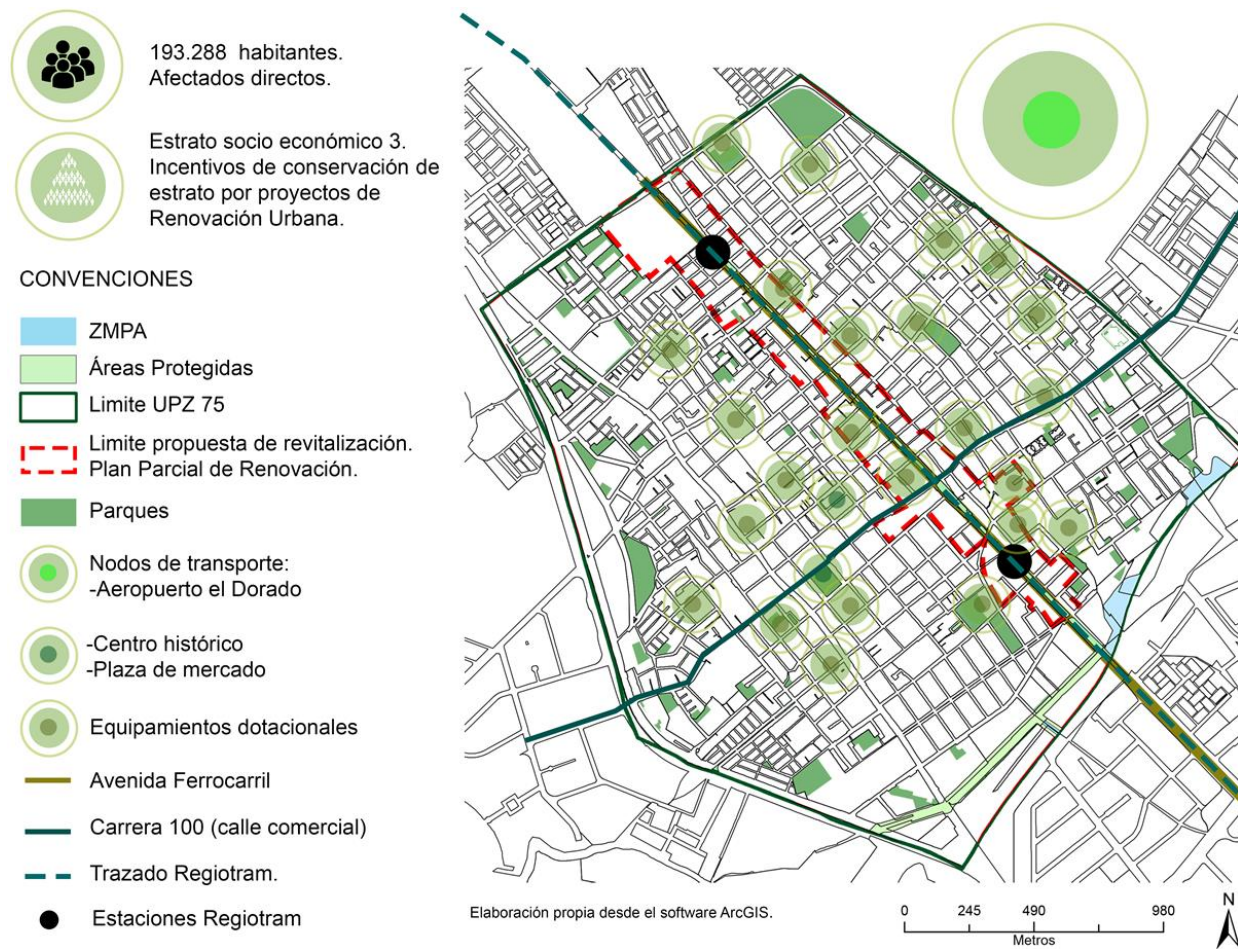 193.288 habitantes.
Afectados directos.
Estrato socio económico 3.
Incentivos de conservación de
estrato por proyectos de
Renovación Urbana.
CONVENCIONES
ZMPA
Áreas Protegidas
Limite UPZ 75
Limite propuesta de revitalización.
Plan Parcial de Renovación.
Parques
Nodos de transporte:
-Aeropuerto el Dorado
-Centro histórico
-Plaza de mercado
Equipamientos dotacionales
Avenida Ferrocarril
Carrera 100 (calle comercial)
Trazado Regiotram.
Estaciones Regiotram
Elaboración propia desde el software ArcGIS.
0 245 490 980
Metros
N